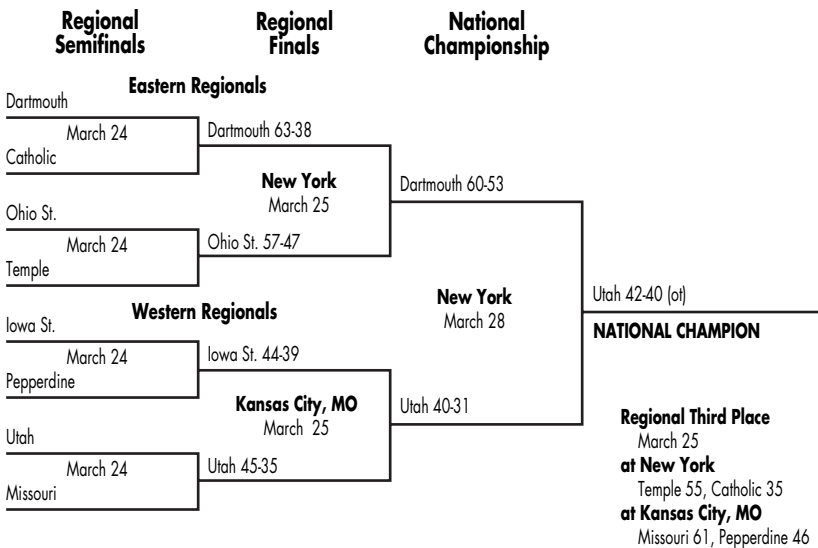 Regional
Semifinals
Regional
Finals
National
Championship
Eastern Regionals
Dartmouth
March 24
Catholic
Dartmouth 63-38
New York
March 25
Dartmouth 60-53
Ohio St.
March 24
Temple
Ohio St. 57-47
New York
March 28
Utah 42-40 (ot)
NATIONAL CHAMPION
Western Regionals
Iowa St.
March 24
Pepperdine
Iowa St. 44-39
Kansas City, MO
March 25
Utah 40-31
Utah
March 24
Missouri
Utah 45-35
Regional Third Place
March 25
at New York
Temple 55, Catholic 35
at Kansas City, MO
Missouri 61, Pepperdine 46